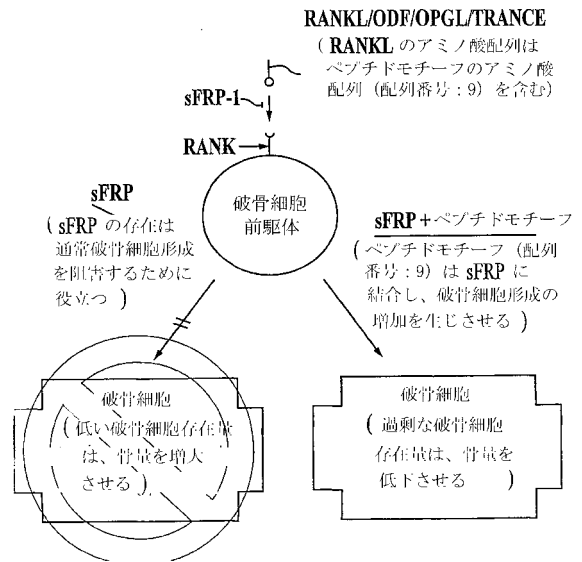 RANKL/ODF/OPGL/TRANCE
( RANKL のアミノ酸配列は
ペプチドモチーフのアミノ酸
配列（配列番号：9）を含む)
sFRP-1
RANK
破骨細胞
前駆体
sFRP
( sFRP の存在は
通常破骨細胞形成
を阻害するために
役立つ )
sFRP+ペプチドモチーフ
( ペプチドモチーフ（配列
番号：9）は sFRP に
結合し、破骨細胞形成の
増加を生じさせる )
破骨細胞
( 低い破骨細胞存在量
は、骨量を増大
させる )
破骨細胞
( 過剰な破骨細胞
存在量は、骨量を
低下させる )